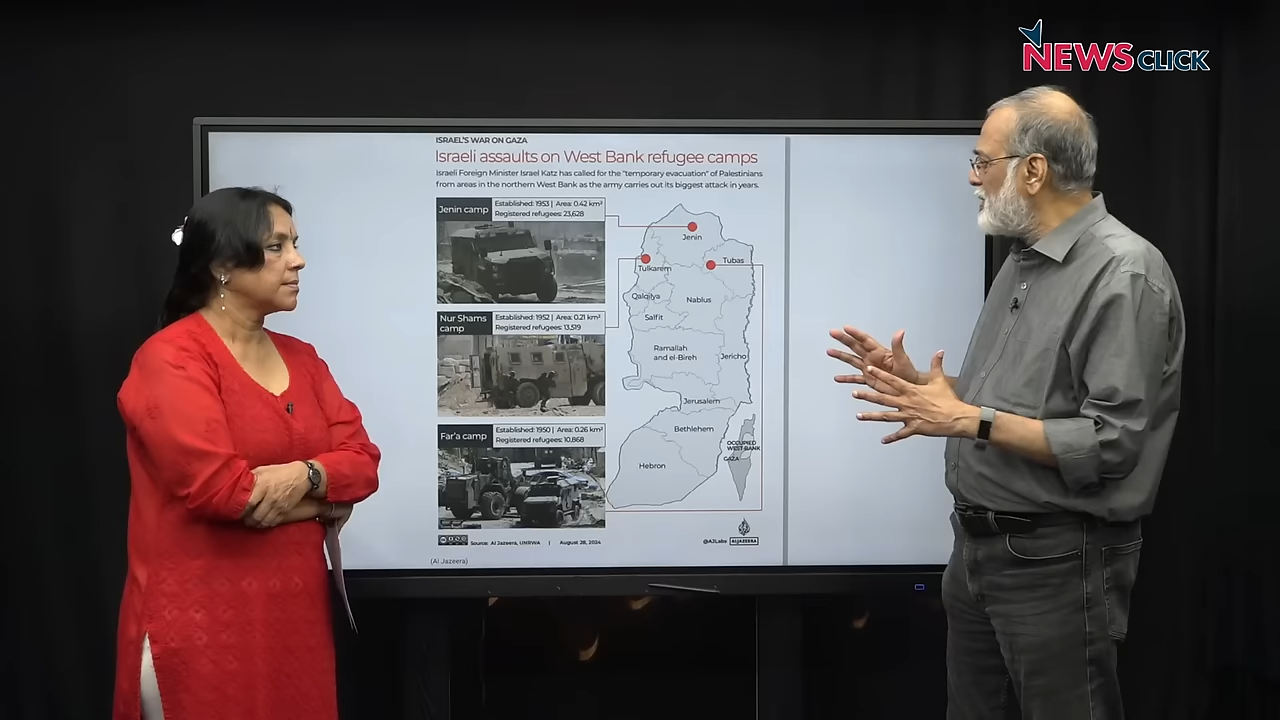 NEWSCLICK
ISRAEL'S WAR ON GAZA
Israeli assaults on West Bank refugee camps
Israeli Foreign Minister Israel Katz has called for the "temporary evacuation" of Palestinians
from areas in the northern West Bank as the army carries out its biggest attack in years.
Jenin camp
Established: 1953 | Area: 0.42 km²
Registered refugees: 23,628
Nur Shams
camp
Established: 1952 | Area: 0.21 km²
Registered refugees: 13,519
Far'a camp
Established: 1950 | Area: 0.26 km²
Registered refugees: 10,868
Jenin
Tubas
Tulkarem
Qalqilya
Nablus
Salfit
Ramallah
and el-Bireh
Jericho
Jerusalem
Bethlehem
Hebron
OCCUPIED
WEST BANK
GAZA
Source: Al Jazeera, UNRWA | August 28, 2024
@AJLabs
ALJAZEERA
(Al Jazeera)